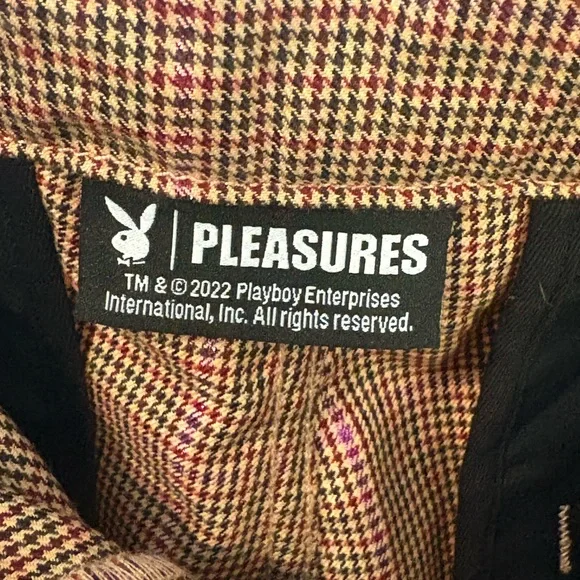 PLEASURES
TM & © 2022 Playboy Enterprises
International, Inc. All rights reserved.